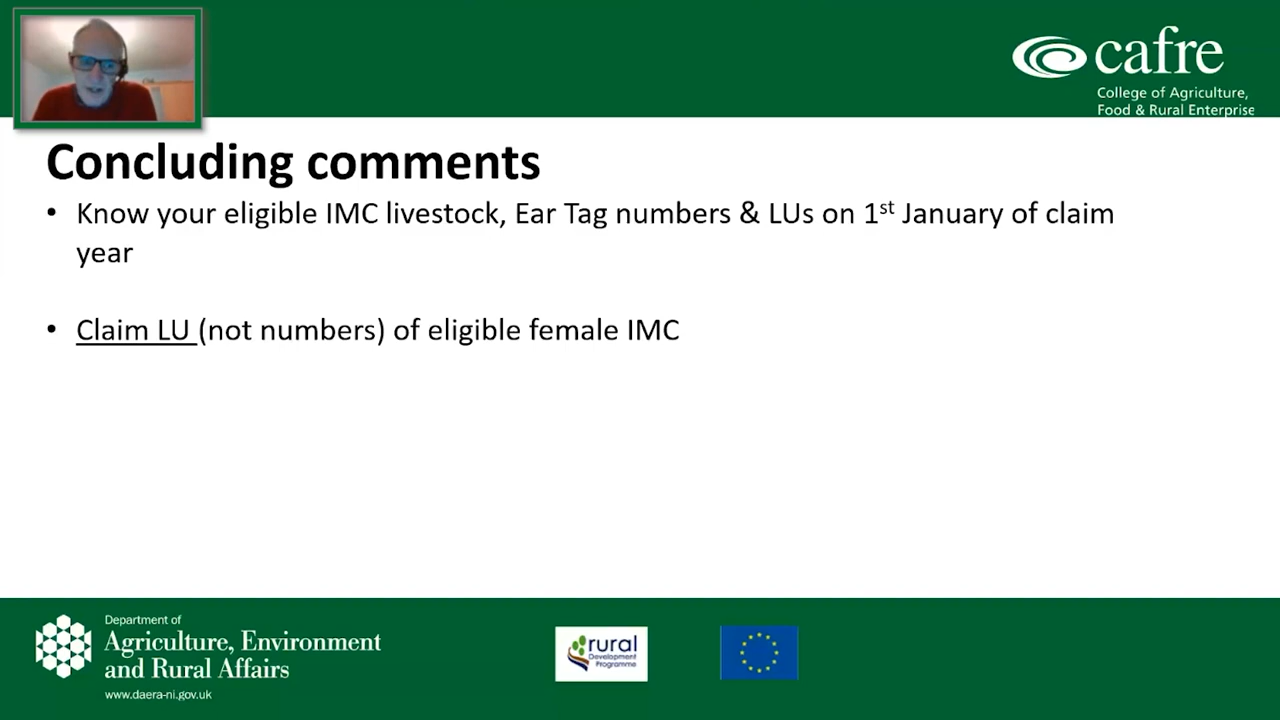 cafre
College of Agriculture,
Food & Rural Enterprise
Concluding comments
• Know your eligible IMC livestock, Ear Tag numbers & LUs on 1st January of claim
year
• Claim LU (not numbers) of eligible female IMC
Department of
Agriculture, Environment
and Rural Affairs
www.daera-ni.gov.uk
rural
Development
Programme